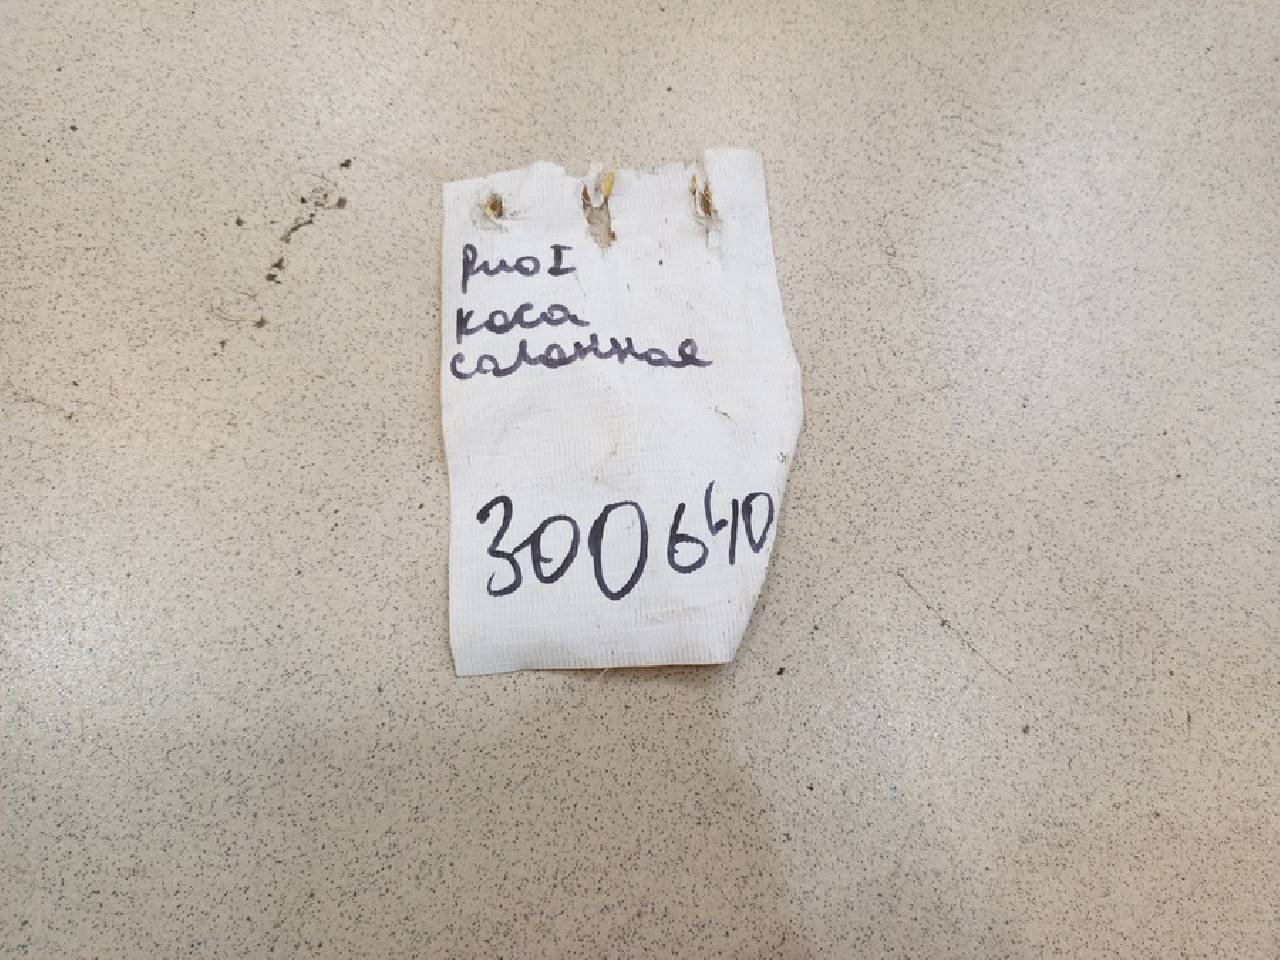 Рио I
коса
салонная
300640